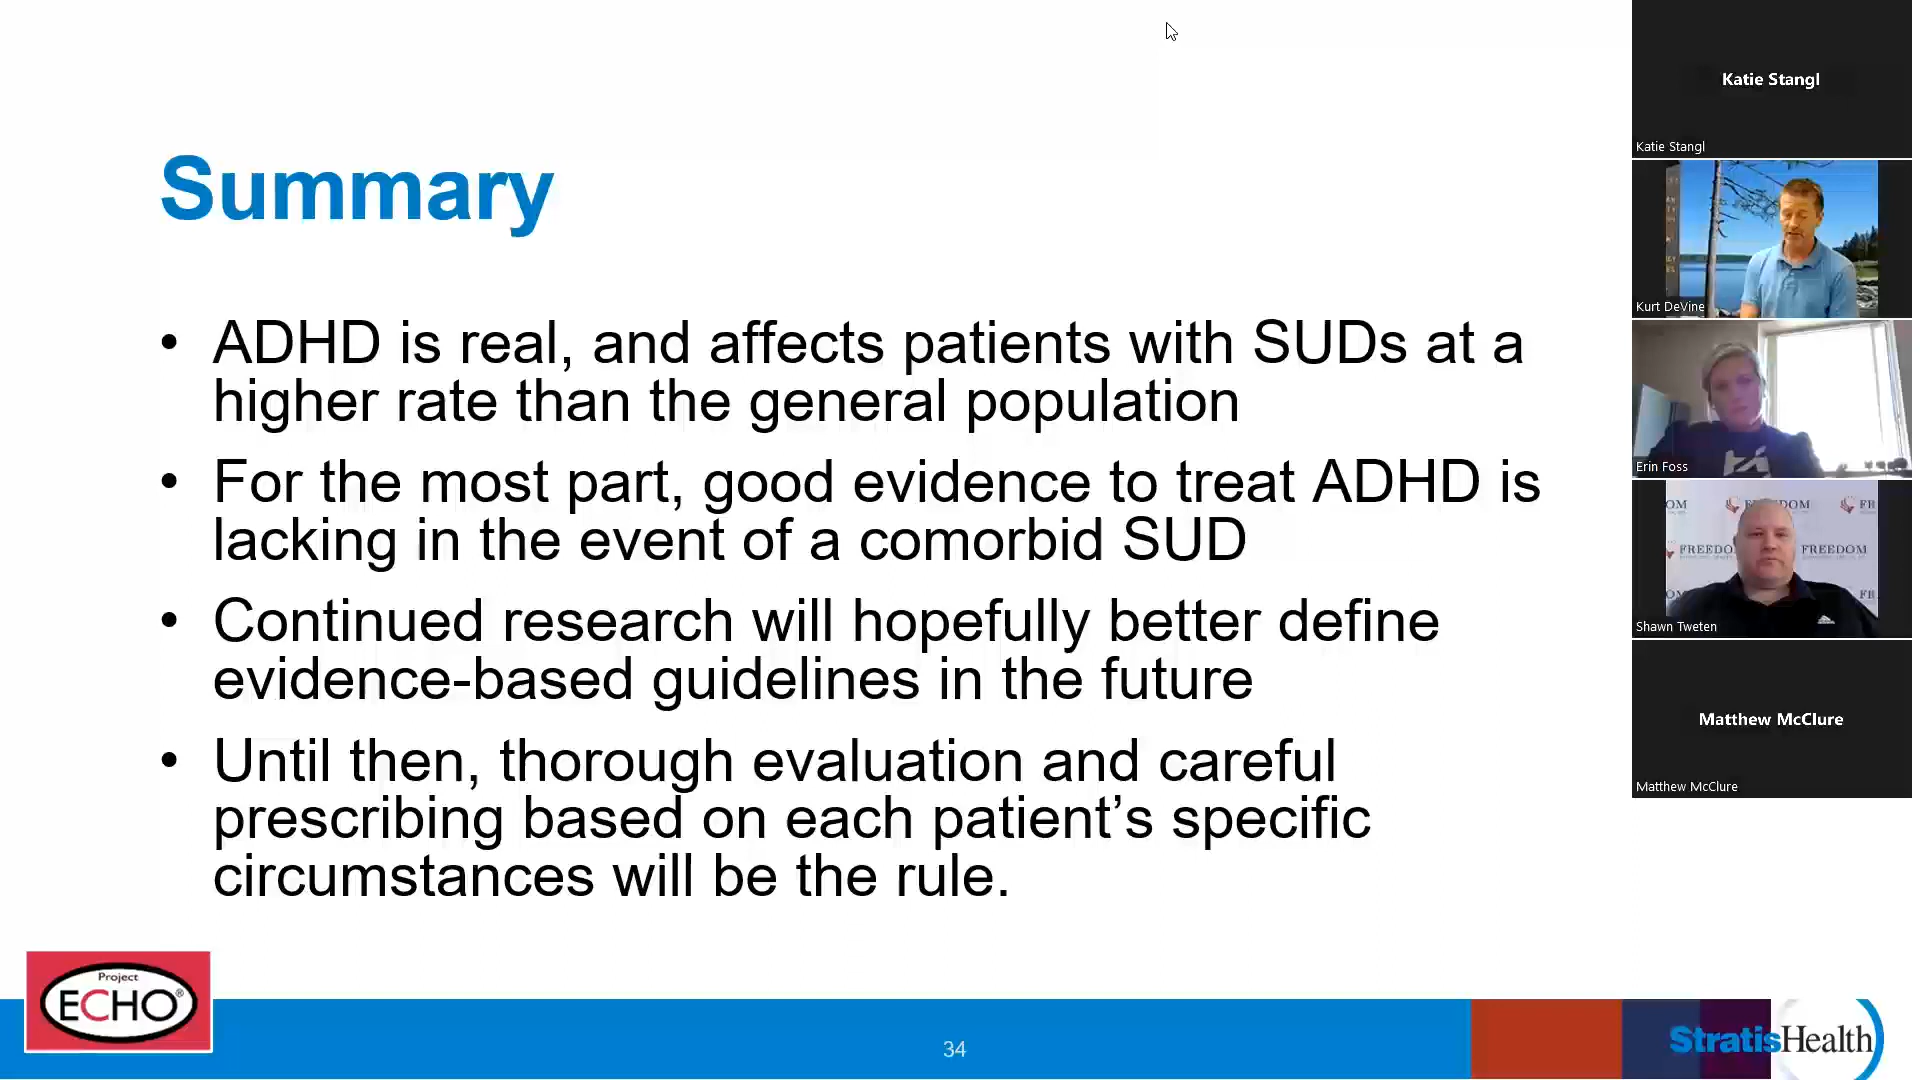 Summary
• ADHD is real, and affects patients with SUDs at a
higher rate than the general population
• For the most part, good evidence to treat ADHD is
lacking in the event of a comorbid SUD
• Continued research will hopefully better define
evidence-based guidelines in the future
• Until then, thorough evaluation and careful
prescribing based on each patient’s specific
circumstances will be the rule.
Project
ECHO®
34
StratisHealth
Katie Stangl
Katie Stangl
Kurt DeVine
Erin Foss
FREEDOM
Shawn Tweten
Matthew McClure
Matthew McClure